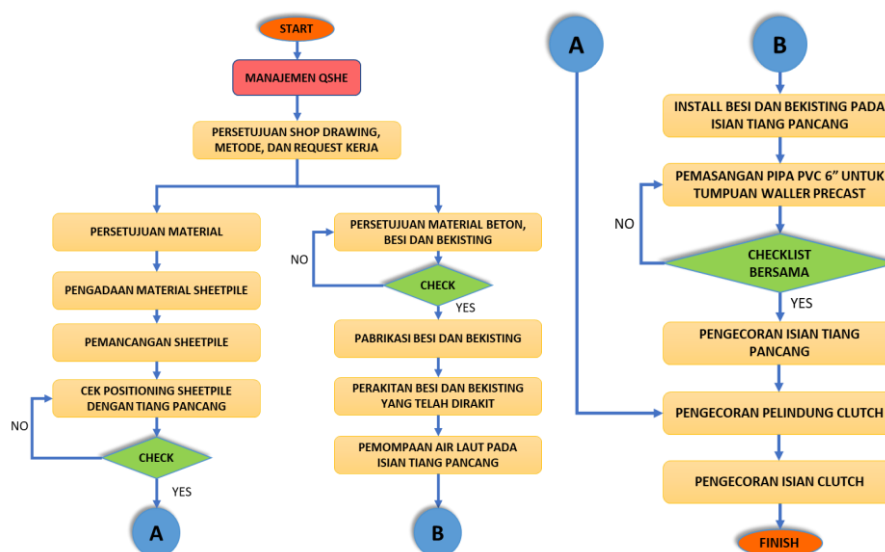 START
MANAJEMEN QSHE
PERSETUJUAN SHOP DRAWING,
METODE, DAN REQUEST KERJA
PERSETUJUAN MATERIAL
PENGADAAN MATERIAL SHEETPILE
PEMANCANGAN SHEETPILE
CEK POSITIONING SHEETPILE
DENGAN TIANG PANCANG
NO
CHECK
YES
A
PERSETUJUAN MATERIAL BETON,
BESI DAN BEKISTING
NO
CHECK
YES
PABRIKASI BESI DAN BEKISTING
PERAKITAN BESI DAN BEKISTING
YANG TELAH DIRAKIT
PEMOMPAAN AIR LAUT PADA
ISIAN TIANG PANCANG
B
A
B
INSTALL BESI DAN BEKISTING PADA
ISIAN TIANG PANCANG
PEMASANGAN PIPA PVC 6” UNTUK
TUMPUAN WALLER PRECAST
NO
CHECKLIST
BERSAMA
YES
PENGECORAN ISIAN TIANG
PANCANG
PENGECORAN PELINDUNG CLUTCH
PENGECORAN ISIAN CLUTCH
FINISH